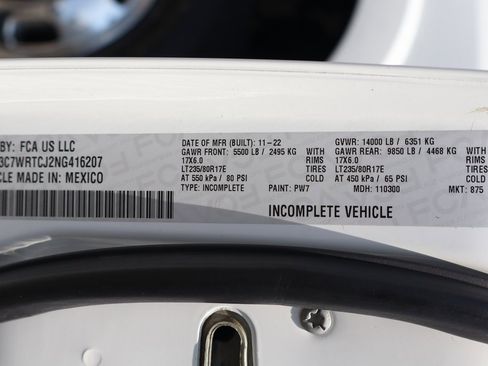 BY: FCA US LLC
3C7WRTCJ2NG416207
CLE MADE IN: MEXICO
DATE OF MFR (BUILT): 11-22
GAWR FRONT: 5500 LB / 2495 KG WITH
17X6.0 RIMS
LT235/80R17E TIRES
AT 550 kPa / 80 PSI COLD
TYPE: INCOMPLETE PAINT: PW7
GVWR: 14000 LB / 6351 KG
GAWR REAR: 9850 LB / 4468 KG WITH
17X6.0 RIMS
LT235/80R17E TIRES
AT 450 kPa / 65 PSI COLD
MDH: 110300 MKT: 875
INCOMPLETE VEHICLE